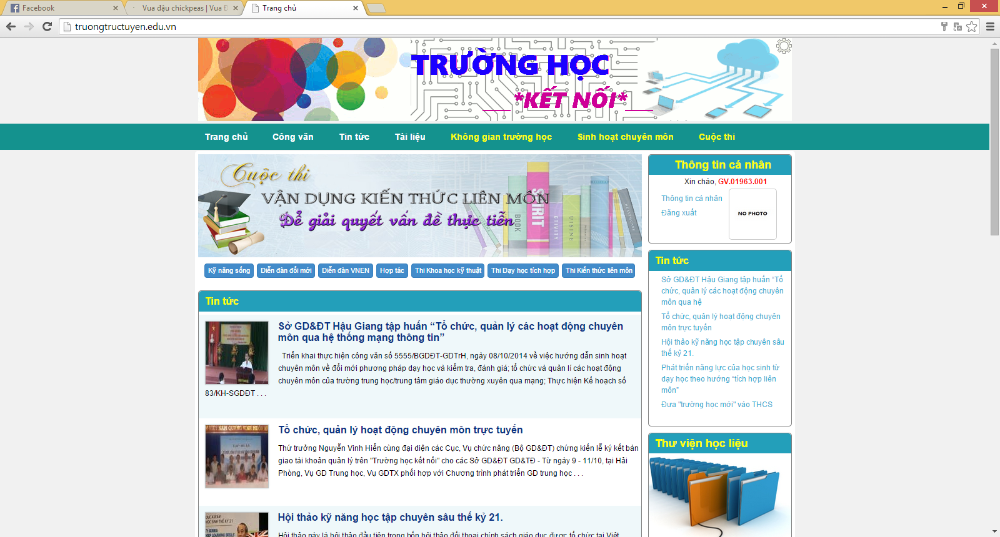 Facebook
Vua đậu chickpeas | Vua Đ
Trang chủ
truongtructuyen.edu.vn
TRƯỜNG HỌC
*KẾT NỐI*
Trang chủ
Công văn
Tin tức
Tài liệu
Không gian trường học
Sinh hoạt chuyên môn
Cuộc thi
Cuộc thi
VẬN DỤNG KIẾN THỨC LIÊN MÔN
Để giải quyết vấn đề thực tiễn
BOOK
SPIRIT
CTIVITY
UISINE
Kỹ năng sống
Diễn đàn đổi mới
Diễn đàn VNEN
Hợp tác
Thi Khoa học kỹ thuật
Thi Dạy học tích hợp
Thi Kiến thức liên môn
Tin tức
Sở GD&ĐT Hậu Giang tập huấn “Tổ chức, quản lý các hoạt động chuyên
môn qua hệ thống mạng thông tin”
Triển khai thực hiện công văn số 5555/BGDĐT-GDTrH, ngày 08/10/2014 về việc hướng dẫn sinh hoạt
chuyên môn về đổi mới phương pháp dạy học và kiểm tra, đánh giá; tổ chức và quản lí các hoạt động
chuyên môn của trường trung học/trung tâm giáo dục thường xuyên qua mạng; Thực hiện Kế hoạch số
83/KH-SGDĐT . . .
Tổ chức, quản lý hoạt động chuyên môn trực tuyến
Thứ trưởng Nguyễn Vinh Hiển cùng đại diện các Cục, Vụ chức năng (Bộ GD&ĐT) chứng kiến lễ ký kết bàn
giao tài khoản quản lý trên "Trường học kết nối" cho các Sở GD&ĐT GD&TĐ - Từ ngày 9 - 11/10, tại Hải
Phòng, Vụ GD Trung học, Vụ GDTX phối hợp với Chương trình phát triển GD trung học . . .
Hội thảo kỹ năng học tập chuyên sâu thế kỷ 21.
Hội thảo này là hội thảo đầu tiên trong bốn hội thảo đối thoại chính sách giáo dục được tổ chức tại Việt
Thông tin cá nhân
Xin chào, GV.01963.001
Thông tin cá nhân
Đăng xuất
NO PHOTO
Tin tức
Sở GD&ĐT Hậu Giang tập huấn “Tổ
chức, quản lý các hoạt động chuyên
môn qua hệ
Tổ chức, quản lý hoạt động chuyên
môn trực tuyến
Hội thảo kỹ năng học tập chuyên sâu
thế kỷ 21.
Phát triển năng lực của học sinh từ
dạy học theo hướng “tích hợp liên
môn”
Đưa "trường học mới" vào THCS
Thư viện học liệu